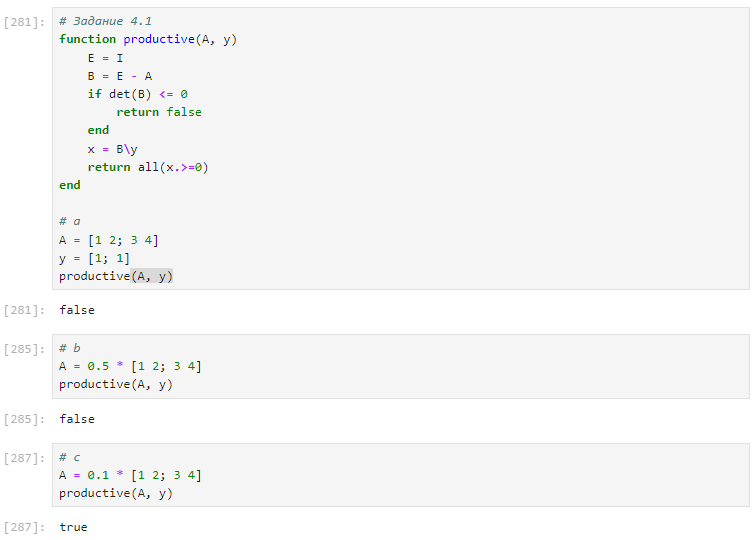 [281]: # Задание 4.1
function productive(A, y)
    E = I
    B = E - A
    if det(B) <= 0
        return false
    end
    x = B\y
    return all(x.>=0)
end

# a
A = [1 2; 3 4]
y = [1; 1]
productive(A, y)
[281]: false
[285]: # b
A = 0.5 * [1 2; 3 4]
productive(A, y)
[285]: false
[287]: # c
A = 0.1 * [1 2; 3 4]
productive(A, y)
[287]: true